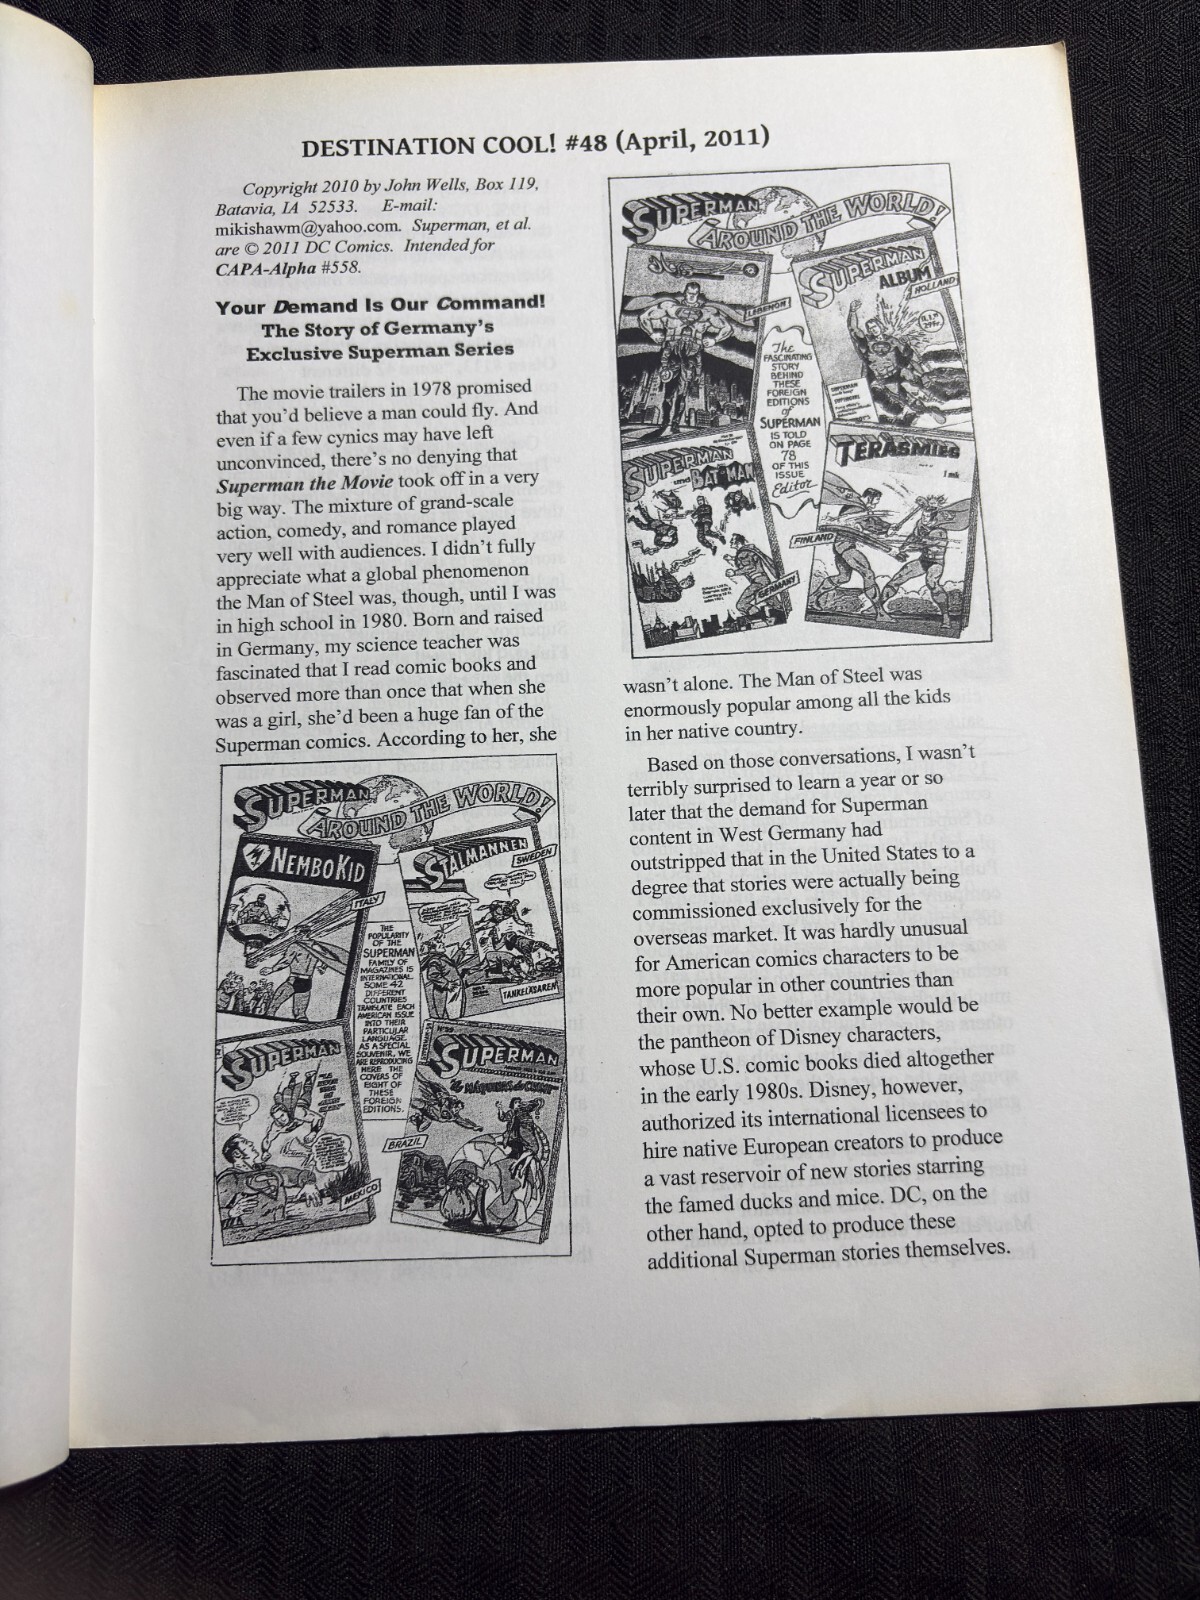 DESTINATION COOL! #48 (April, 2011)
Copyright 2010 by John Wells, Box 119,
Batavia, IA 52533. E-mail:
mikishawm@yahoo.com. Superman, et al.
are © 2011 DC Comics. Intended for
CAPA-Alpha #558.
Your Demand Is Our Command!
The Story of Germany's
Exclusive Superman Series
The movie trailers in 1978 promised
that you'd believe a man could fly. And
even if a few cynics may have left
unconvinced, there's no denying that
Superman the Movie took off in a very
big way. The mixture of grand-scale
action, comedy, and romance played
very well with audiences. I didn't fully
appreciate what a global phenomenon
the Man of Steel was, though, until I was
in high school in 1980. Born and raised
in Germany, my science teacher was
fascinated that I read comic books and
observed more than once that when she
was a girl, she'd been a huge fan of the
Superman comics. According to her, she
SUPERMAN
AROUND THE WORLD!
NEMBO KID
ITALY
STALMANNEN
SWEDEN
TANKELÄSAREN
THE
POPULARITY
OF THE
SUPERMAN
FAMILY OF
MAGAZINES IS
INTERNATIONAL.
SOME 42
DIFFERENT
COUNTRIES
TRANSLATE EACH
AMERICAN ISSUE
INTO THEIR
PARTICULAR
LANGUAGE.
AS A SPECIAL
SOUVENIR, WE
ARE REPRODUCING
HERE THE
COVERS OF
EIGHT OF
THESE
FOREIGN
EDITIONS.
SUPERMAN
MEXICO
SUPERMAN
BRAZIL
SUPERMAN
AROUND THE WORLD!
LEBANON
SUPERMAN
ALBUM
HOLLAND
The
FASCINATING
STORY
BEHIND
THESE
FOREIGN
EDITIONS
of
SUPERMAN
IS TOLD
ON PAGE
78
OF THIS
ISSUE
Editor
SUPERMAN
und BATMAN
GERMANY
TERÄSMIES
1 mk
FINLAND
wasn't alone. The Man of Steel was
enormously popular among all the kids
in her native country.
Based on those conversations, I wasn't
terribly surprised to learn a year or so
later that the demand for Superman
content in West Germany had
outstripped that in the United States to a
degree that stories were actually being
commissioned exclusively for the
overseas market. It was hardly unusual
for American comics characters to be
more popular in other countries than
their own. No better example would be
the pantheon of Disney characters,
whose U.S. comic books died altogether
in the early 1980s. Disney, however,
authorized its international licensees to
hire native European creators to produce
a vast reservoir of new stories starring
the famed ducks and mice. DC, on the
other hand, opted to produce these
additional Superman stories themselves.